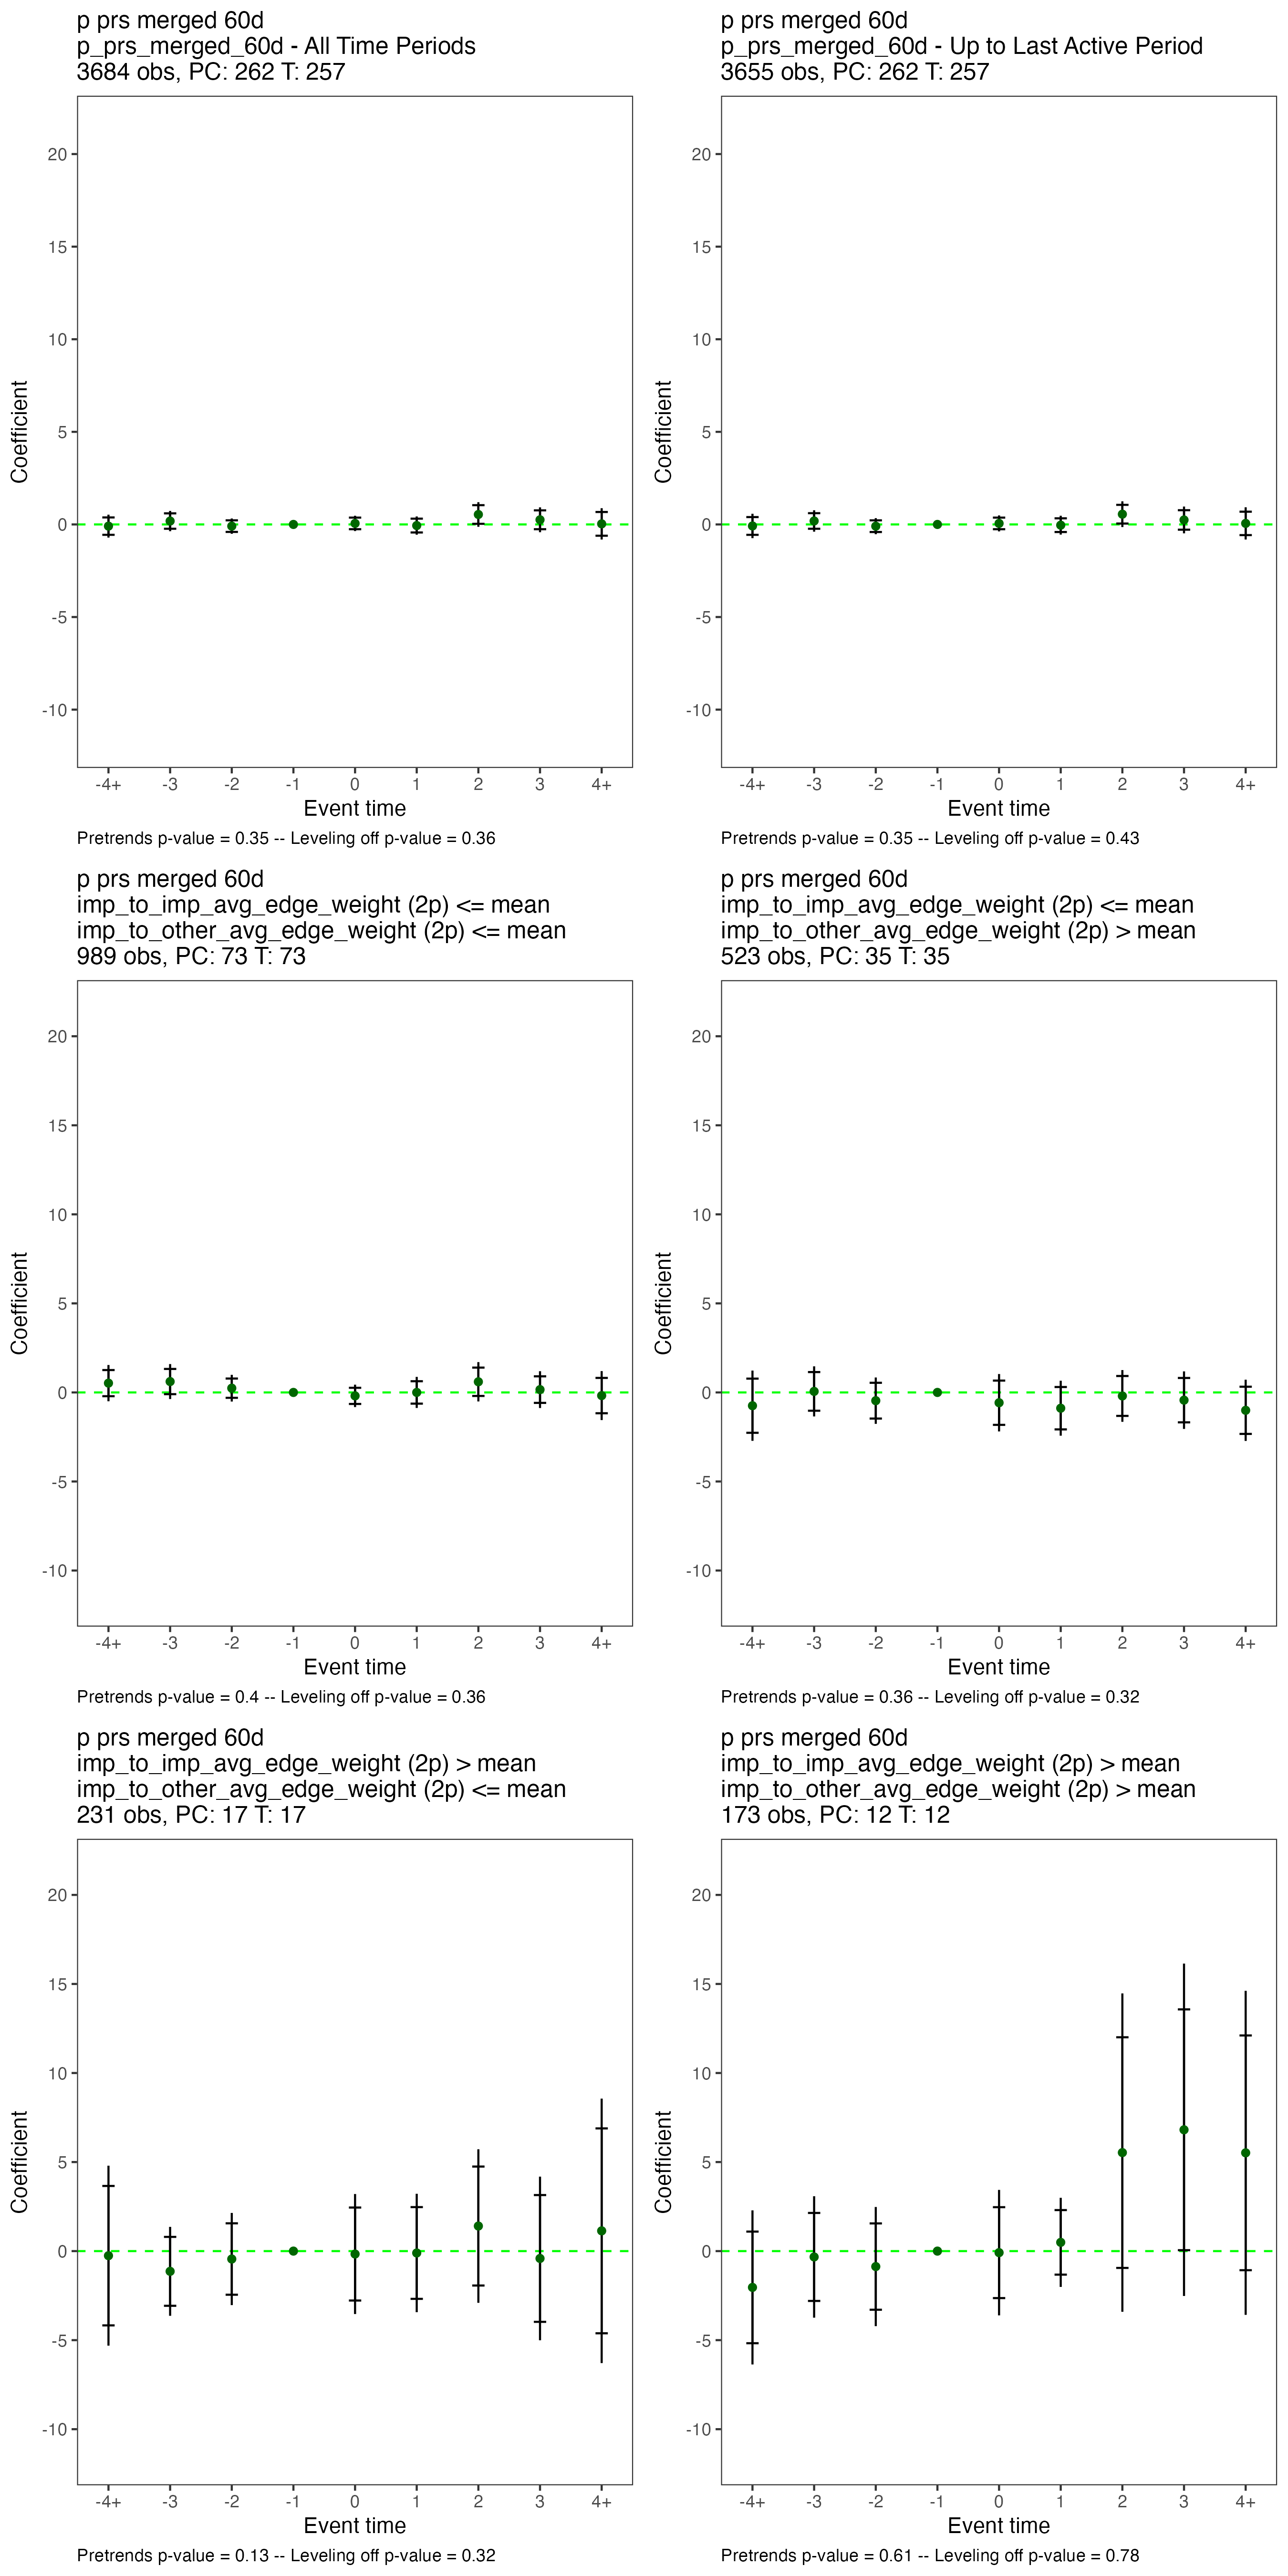 p prs merged 60d
p_prs_merged_60d - All Time Periods
3684 obs, PC: 262 T: 257
20
15
10
5
0
-5
-10
Coefficient
-4+ -3 -2 -1 0 1 2 3 4+
Event time
Pretrends p-value = 0.35 -- Leveling off p-value = 0.36
p prs merged 60d
p_prs_merged_60d - Up to Last Active Period
3655 obs, PC: 262 T: 257
20
15
10
5
0
-5
-10
Coefficient
-4+ -3 -2 -1 0 1 2 3 4+
Event time
Pretrends p-value = 0.35 -- Leveling off p-value = 0.43
p prs merged 60d
imp_to_imp_avg_edge_weight (2p) <= mean
imp_to_other_avg_edge_weight (2p) <= mean
989 obs, PC: 73 T: 73
20
15
10
5
0
-5
-10
Coefficient
-4+ -3 -2 -1 0 1 2 3 4+
Event time
Pretrends p-value = 0.4 -- Leveling off p-value = 0.36
p prs merged 60d
imp_to_imp_avg_edge_weight (2p) <= mean
imp_to_other_avg_edge_weight (2p) > mean
523 obs, PC: 35 T: 35
20
15
10
5
0
-5
-10
Coefficient
-4+ -3 -2 -1 0 1 2 3 4+
Event time
Pretrends p-value = 0.36 -- Leveling off p-value = 0.32
p prs merged 60d
imp_to_imp_avg_edge_weight (2p) > mean
imp_to_other_avg_edge_weight (2p) <= mean
231 obs, PC: 17 T: 17
20
15
10
5
0
-5
-10
Coefficient
-4+ -3 -2 -1 0 1 2 3 4+
Event time
Pretrends p-value = 0.13 -- Leveling off p-value = 0.32
p prs merged 60d
imp_to_imp_avg_edge_weight (2p) > mean
imp_to_other_avg_edge_weight (2p) > mean
173 obs, PC: 12 T: 12
20
15
10
5
0
-5
-10
Coefficient
-4+ -3 -2 -1 0 1 2 3 4+
Event time
Pretrends p-value = 0.61 -- Leveling off p-value = 0.78